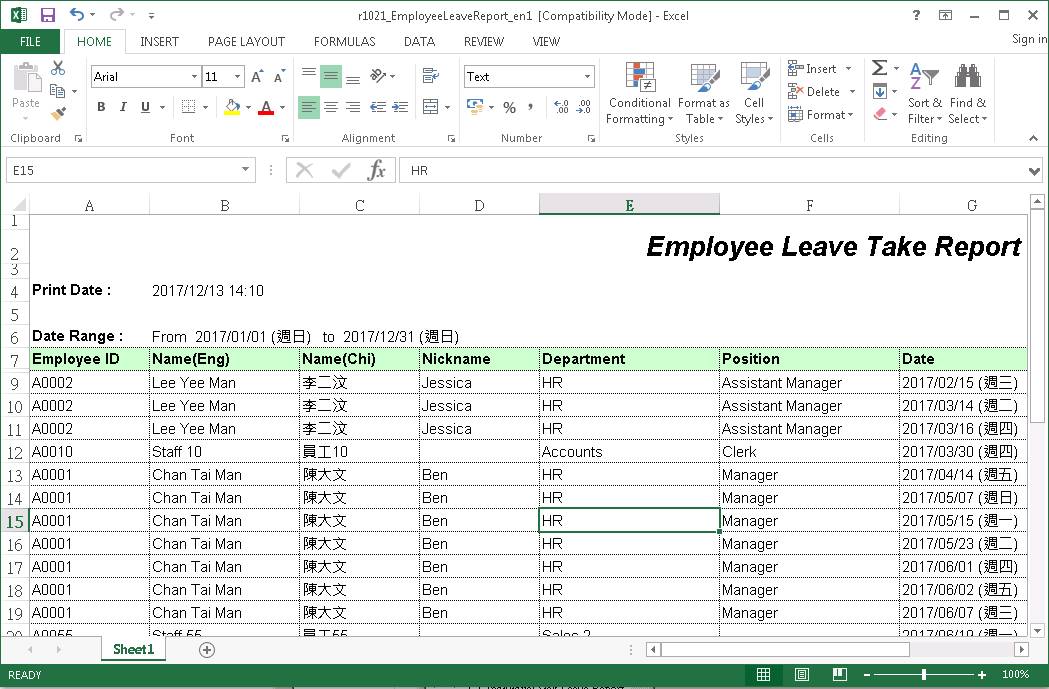 r1021_EmployeeLeaveReport_en1 [Compatibility Mode] - Excel
FILE HOME INSERT PAGE LAYOUT FORMULAS DATA REVIEW VIEW Sign in
Paste
Arial 11
Text
Conditional Formatting
Format as Table
Cell Styles
Insert
Delete
Format
Sort & Filter
Find & Select
Clipboard Font Alignment Number Styles Cells Editing
E15 fx HR
A B C D E F G
1
2 Employee Leave Take Report
3
4 Print Date : 2017/12/13 14:10
5
6 Date Range : From 2017/01/01 (週日) to 2017/12/31 (週日)
7 Employee ID Name(Eng) Name(Chi) Nickname Department Position Date
9 A0002 Lee Yee Man 李二汶 Jessica HR Assistant Manager 2017/02/15 (週三)
10 A0002 Lee Yee Man 李二汶 Jessica HR Assistant Manager 2017/03/14 (週二)
11 A0002 Lee Yee Man 李二汶 Jessica HR Assistant Manager 2017/03/16 (週四)
12 A0010 Staff 10 員工10 Accounts Clerk 2017/03/30 (週四)
13 A0001 Chan Tai Man 陳大文 Ben HR Manager 2017/04/14 (週五)
14 A0001 Chan Tai Man 陳大文 Ben HR Manager 2017/05/07 (週日)
15 A0001 Chan Tai Man 陳大文 Ben HR Manager 2017/05/15 (週一)
16 A0001 Chan Tai Man 陳大文 Ben HR Manager 2017/05/23 (週二)
17 A0001 Chan Tai Man 陳大文 Ben HR Manager 2017/06/01 (週四)
18 A0001 Chan Tai Man 陳大文 Ben HR Manager 2017/06/02 (週五)
19 A0001 Chan Tai Man 陳大文 Ben HR Manager 2017/06/07 (週三)
20 A0055 Staff 55 員工55 Sales 2 2017/06/19 (週一)
Sheet1
READY 100%